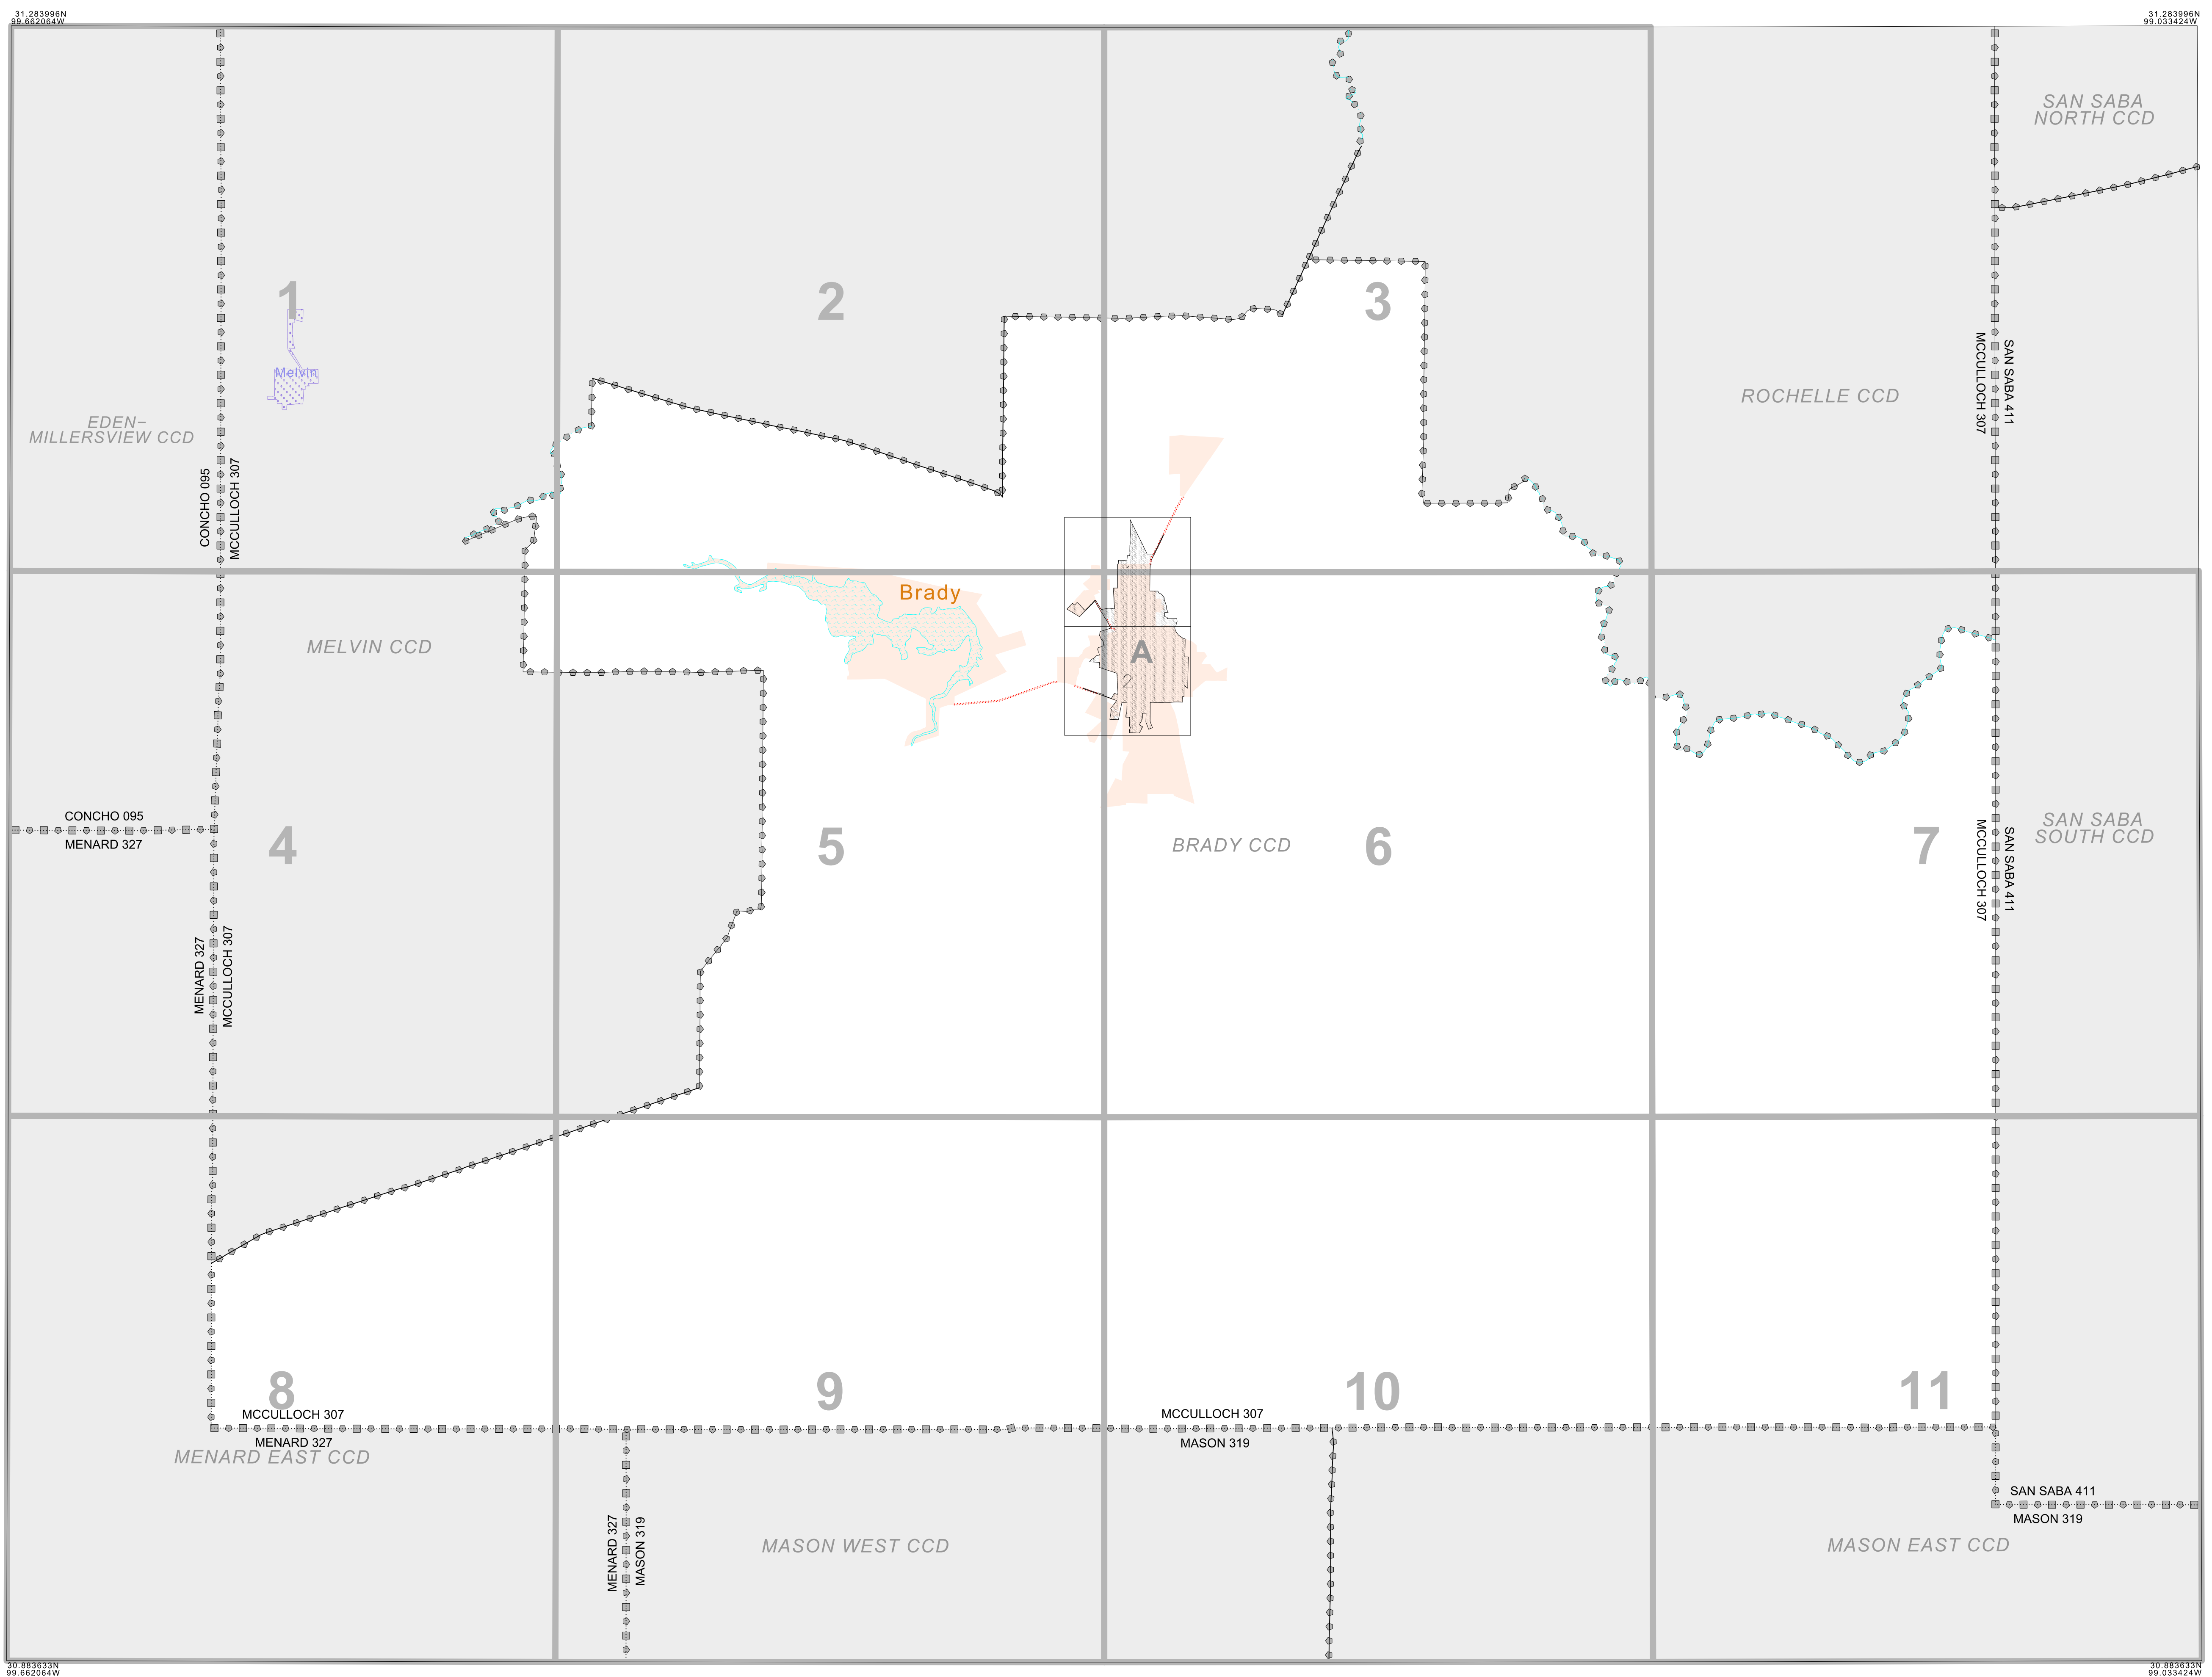 31.283996N
99.662064W
31.283996N
99.033424W
SAN SABA
NORTH CCD
1
2
3
MCCULLOCH 307
SAN SABA 411
Melvin
ROCHELLE CCD
EDEN-
MILLERSVIEW CCD
CONCHO 095
MCCULLOCH 307
1
Brady
MELVIN CCD
A
2
CONCHO 095
MENARD 327
4
5
BRADY CCD
6
7
MCCULLOCH 307
SAN SABA 411
SAN SABA
SOUTH CCD
MENARD 327
MCCULLOCH 307
8
9
10
11
MCCULLOCH 307
MENARD 327
MCCULLOCH 307
MASON 319
MENARD EAST CCD
SAN SABA 411
MASON 319
MENARD 327
MASON 319
MASON WEST CCD
MASON EAST CCD
30.883633N
99.662064W
30.883633N
99.033424W